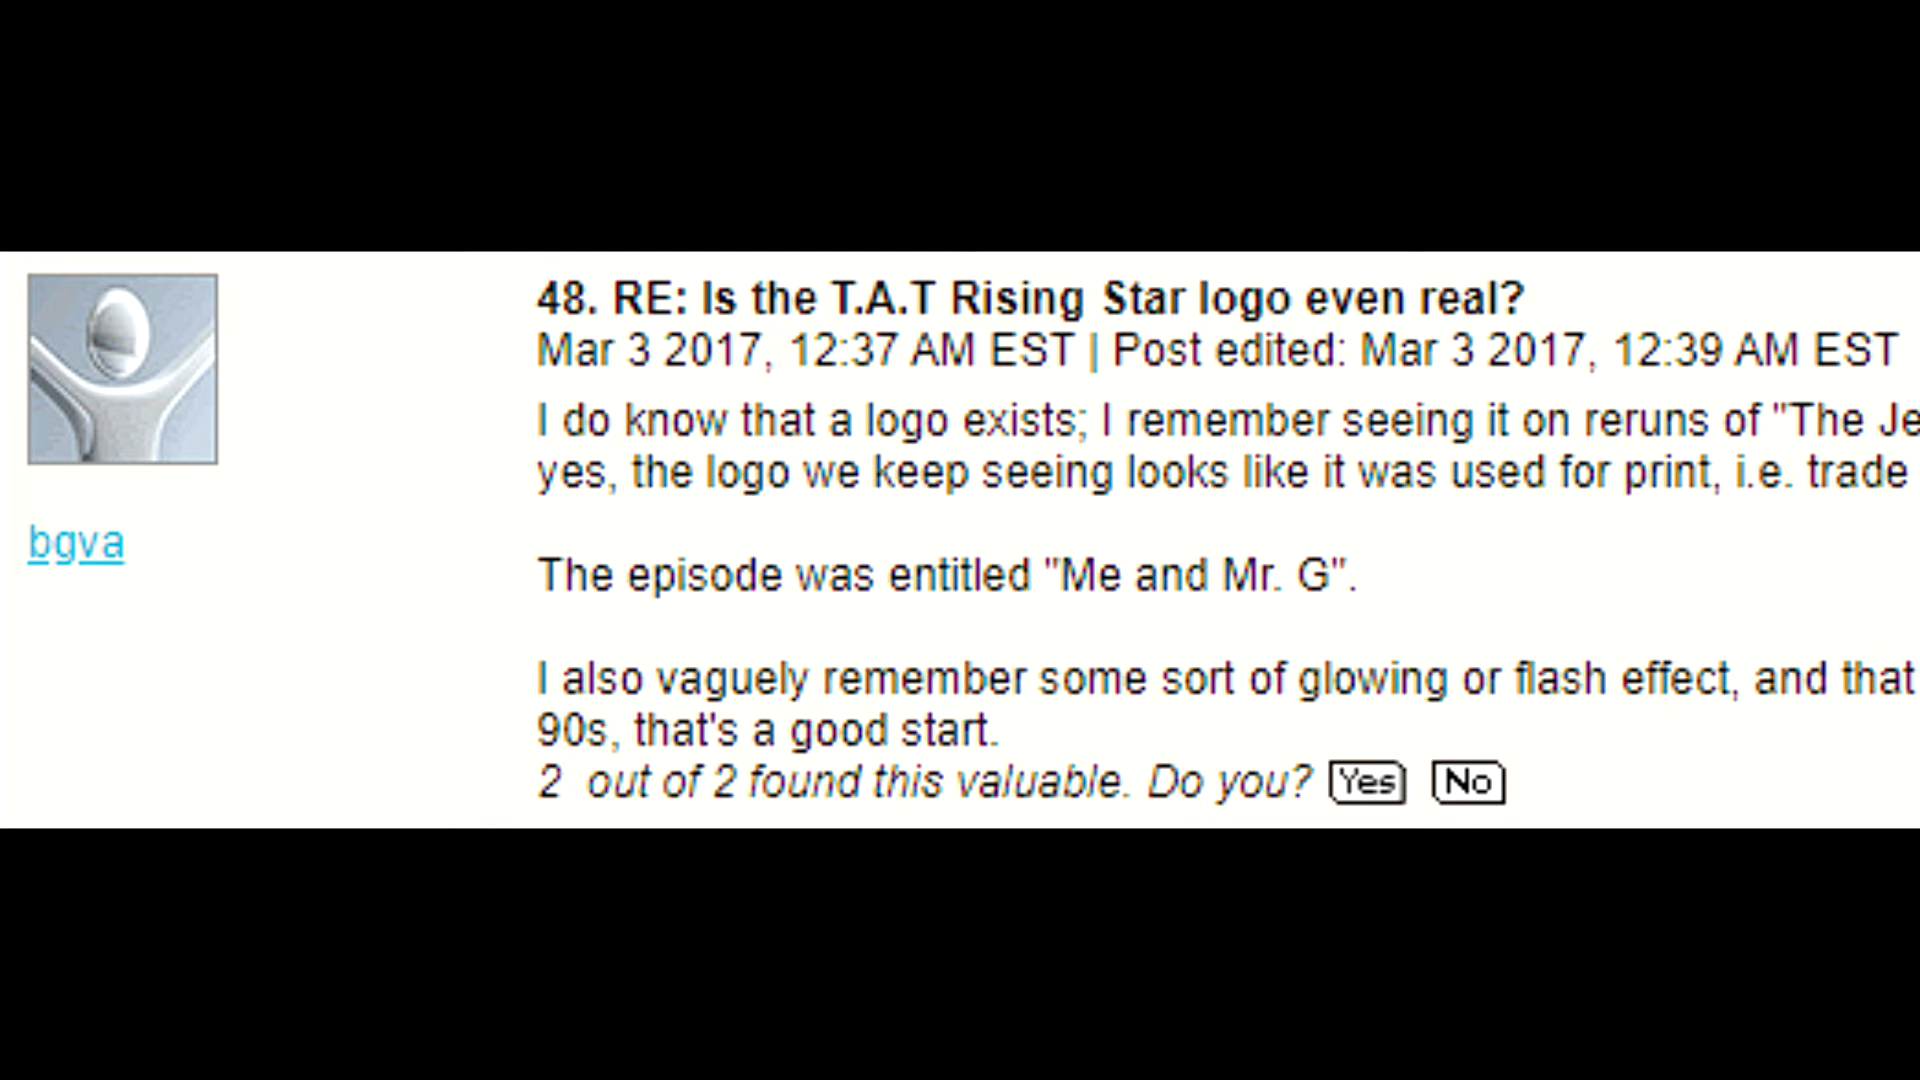 48. RE: Is the T.A.T Rising Star logo even real?
Mar 3 2017, 12:37 AM EST | Post edited: Mar 3 2017, 12:39 AM EST
I do know that a logo exists; I remember seeing it on reruns of "The Je
yes, the logo we keep seeing looks like it was used for print, i.e. trade
bgva
The episode was entitled "Me and Mr. G".
I also vaguely remember some sort of glowing or flash effect, and that
90s, that's a good start.
2 out of 2 found this valuable. Do you? Yes No